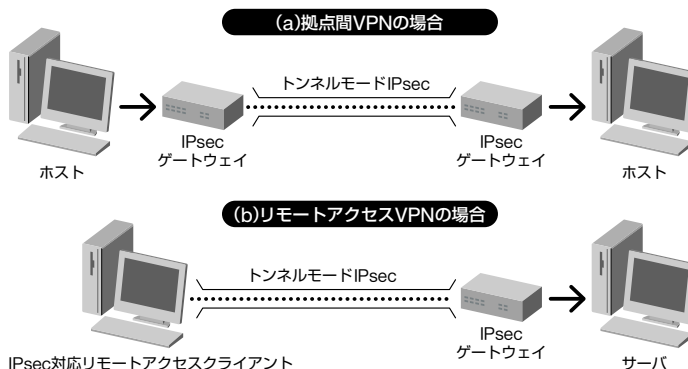 (a)拠点間VPNの場合
トンネルモードIPsec
IPsec
ゲートウェイ
IPsec
ゲートウェイ
ホスト
ホスト
(b)リモートアクセスVPNの場合
トンネルモードIPsec
IPsec
ゲートウェイ
IPsec対応リモートアクセスクライアント
サーバ